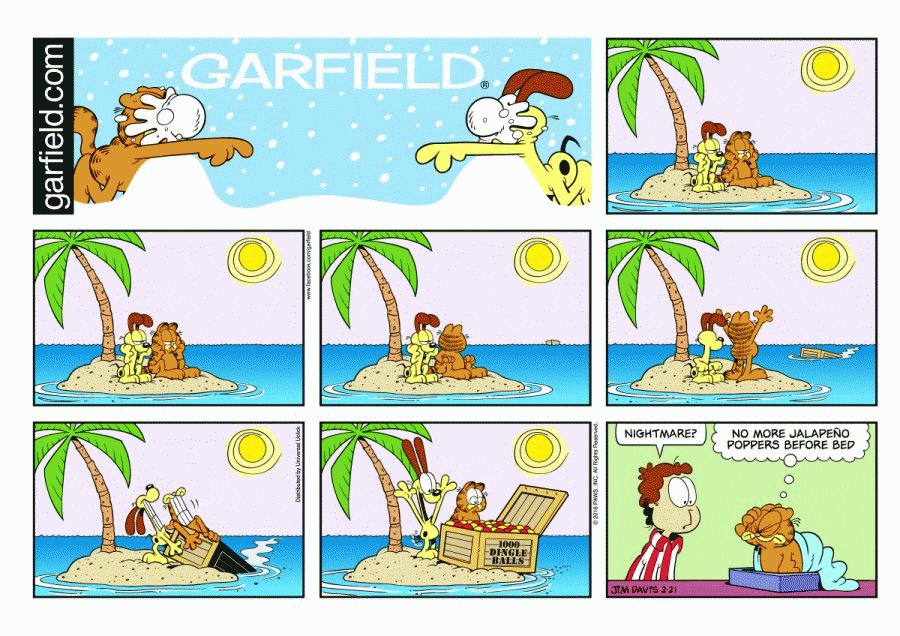 garfield.com
GARFIELD®
www.facebook.com/garfield
Distributed by Universal Uclick
1000
DINGLE
BALLS
© 2016 PAWS, INC. All Rights Reserved.
NIGHTMARE?
NO MORE JALAPEÑO
POPPERS BEFORE BED
JIM DAVIS 2-21